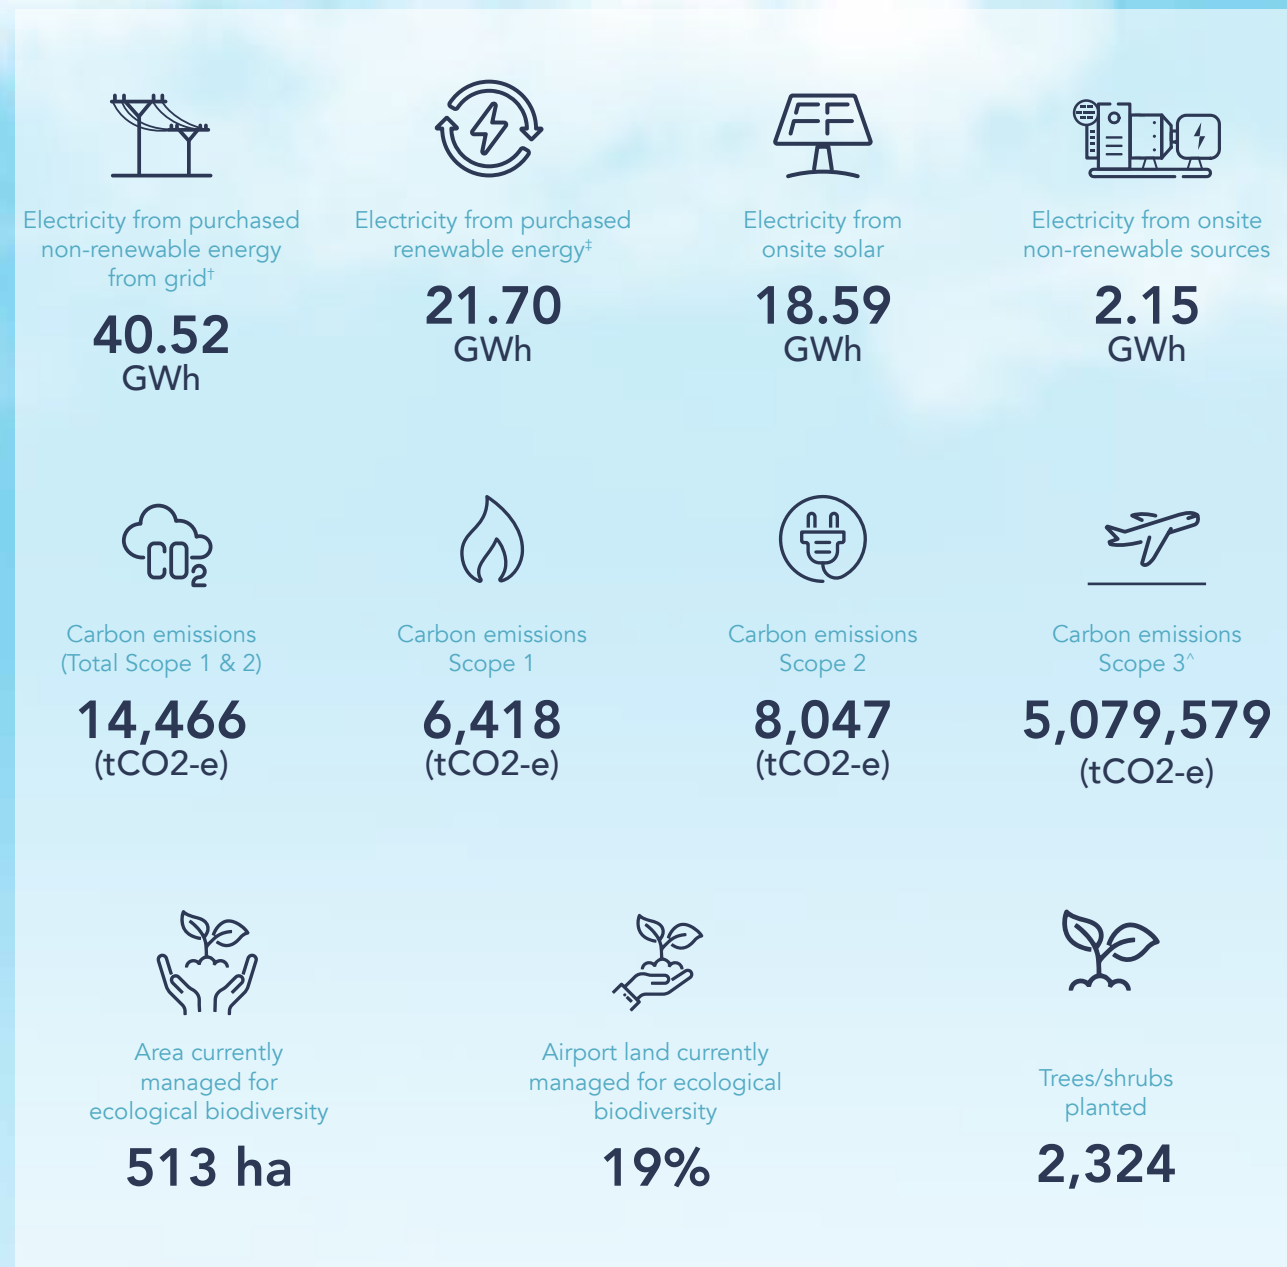 Electricity from purchased
non-renewable energy
from grid†
40.52
GWh
Electricity from purchased
renewable energy‡
21.70
GWh
Electricity from
onsite solar
18.59
GWh
Electricity from onsite
non-renewable sources
2.15
GWh
CO2
Carbon emissions
(Total Scope 1 & 2)
14,466
(tCO2-e)
Carbon emissions
Scope 1
6,418
(tCO2-e)
Carbon emissions
Scope 2
8,047
(tCO2-e)
Carbon emissions
Scope 3^
5,079,579
(tCO2-e)
Area currently
managed for
ecological biodiversity
513 ha
Airport land currently
managed for ecological
biodiversity
19%
Trees/shrubs
planted
2,324